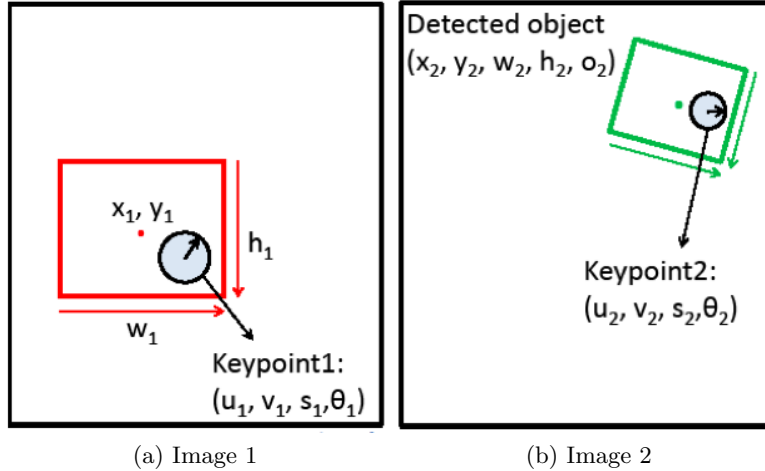 x₁, y₁
h₁
w₁
Keypoint1:
(u₁, v₁, s₁,θ₁)
(a) Image 1
Detected object
(x₂, y₂, w₂, h₂, o₂)
Keypoint2:
(u₂, v₂, s₂,θ₂)
(b) Image 2